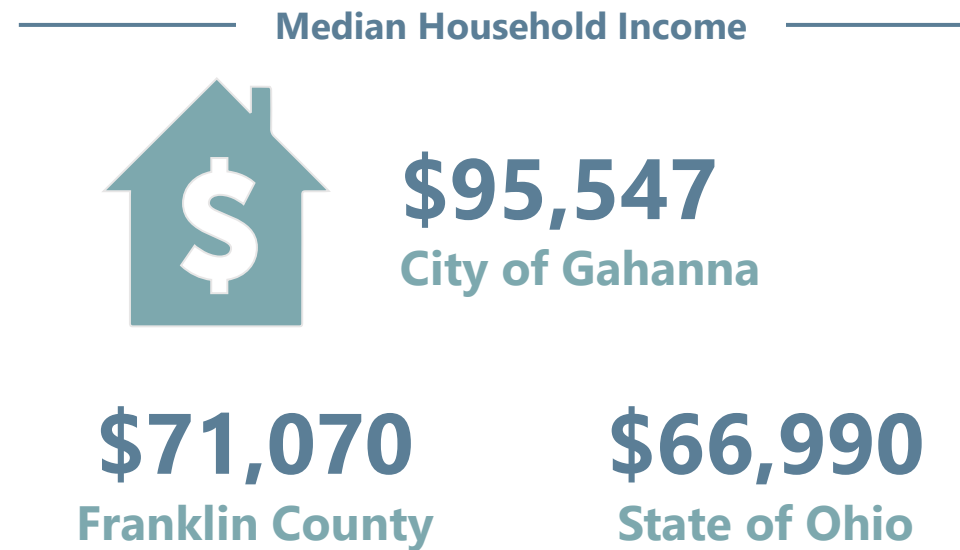 Median Household Income
$
$95,547
City of Gahanna
$71,070
Franklin County
$66,990
State of Ohio